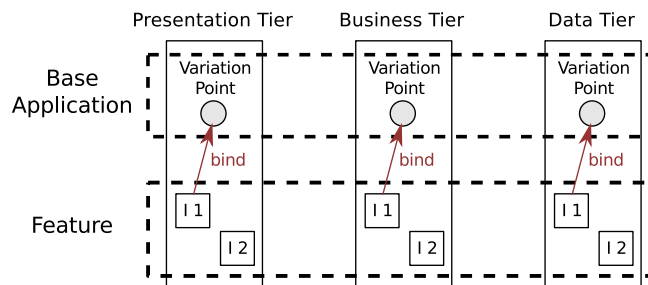 Presentation Tier
Business Tier
Data Tier
Base
Application
Variation
Point
Variation
Point
Variation
Point
bind
bind
bind
Feature
I 1
I 1
I 1
I 2
I 2
I 2